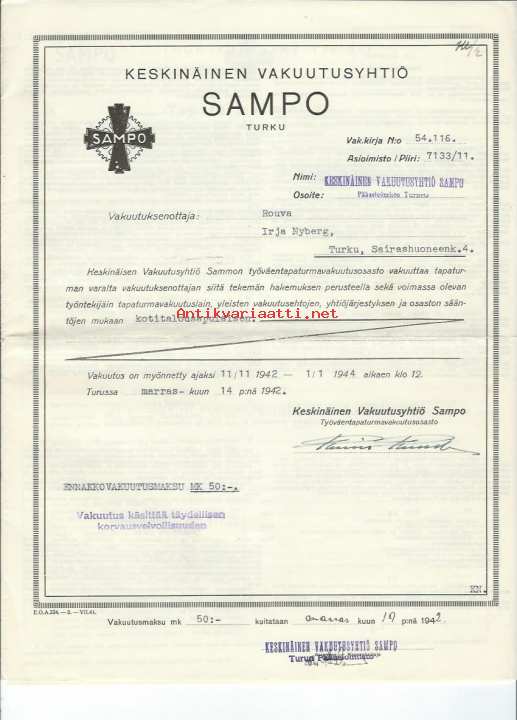 KESKINÄINEN VAKUUTUSYHTIÖ
SAMPO
TURKU
SAMPO
Vak.kirja N:o 54.116.
Asioimisto / Piiri: 7133/11.
Nimi: KESKINÄINEN VAKUUTUSYHTIÖ SAMPO
Osoite: Pääasioimisto Turussa
Vakuutuksenottaja: Rouva
Irja Nyberg,
Turku, Sairashuoneenk.4.
Keskinäisen Vakuutusyhtiö Sammon työväentapaturmavakuutusosasto vakuuttaa tapatur-
man varalta vakuutuksenottajan siitä tekemän hakemuksen perusteella sekä voimassa olevan
työntekijäin tapaturmavakuutuslain, yleisten vakuutusehtojen, yhtiöjärjestyksen ja osaston sään-
töjen mukaan kotitalousapulaisen.
Antikvariaatti.net
Vakuutus on myönnetty ajaksi 11/11 1942 — 1/1 1944 alkaen klo 12.
Turussa marras- kuun 14 p:nä 1942.
Keskinäinen Vakuutusyhtiö Sampo
Työväentapaturmavakuutusosasto
ENNAKKOVAKUUTUSMAKSU MK 50:-.
Vakuutus käsittää täydellisen
korvausvelvollisuuden
KN.
Vakuutusmaksu mk 50:- kuitataan marras kuun p:nä 1942.
KESKINÄINEN VAKUUTUSYHTIÖ SAMPO
Turun Pääasioimisto